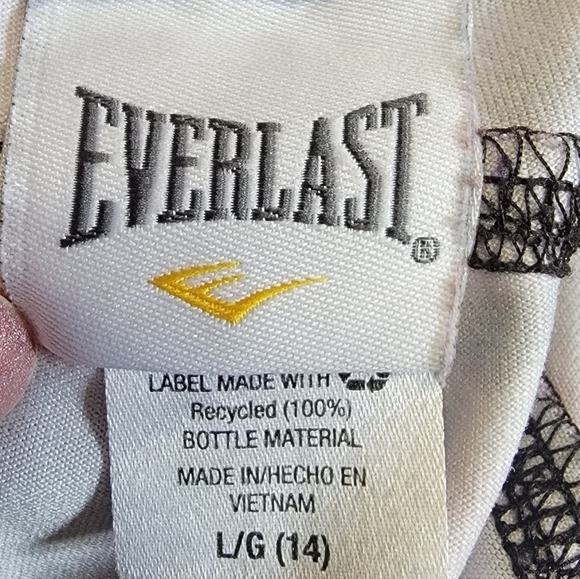 EVERLAST®
LABEL MADE WITH
Recycled (100%)
BOTTLE MATERIAL
MADE IN/HECHO EN
VIETNAM
L/G (14)